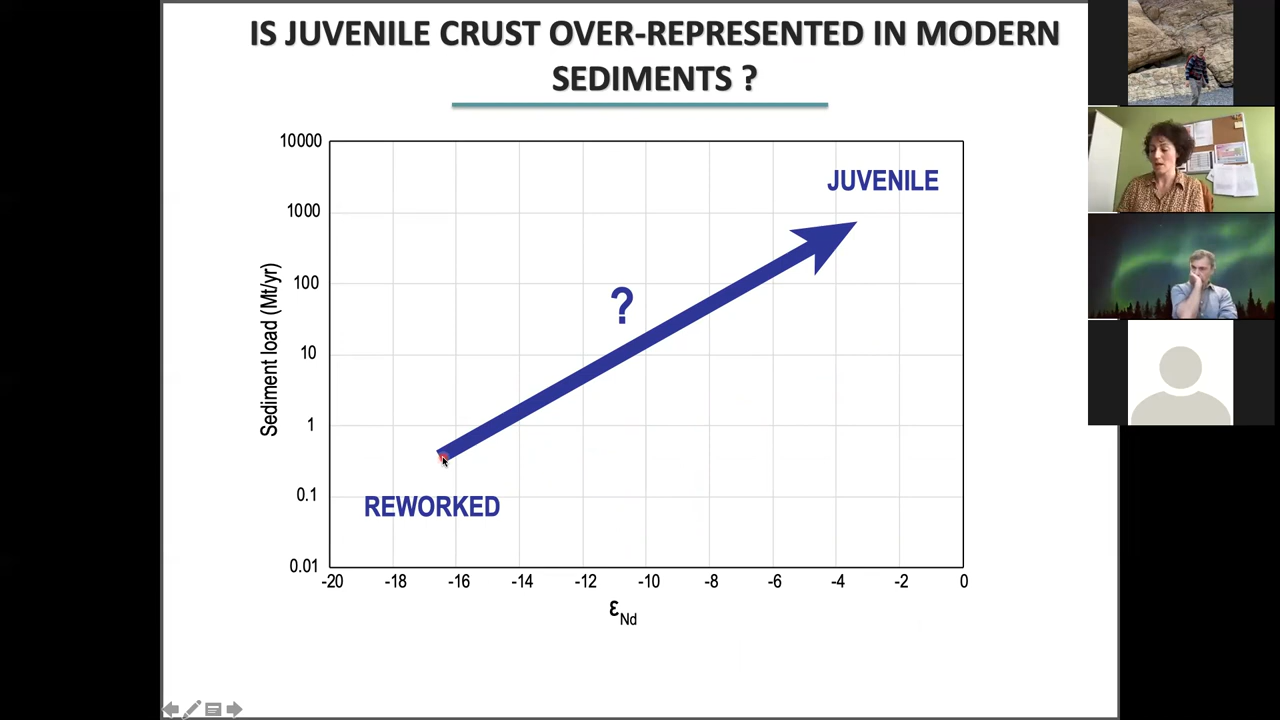 IS JUVENILE CRUST OVER-REPRESENTED IN MODERN
SEDIMENTS ?
10000
1000
100
10
1
0.1
0.01
Sediment load (Mt/yr)
JUVENILE
?
REWORKED
-20 -18 -16 -14 -12 -10 -8 -6 -4 -2 0
εNd